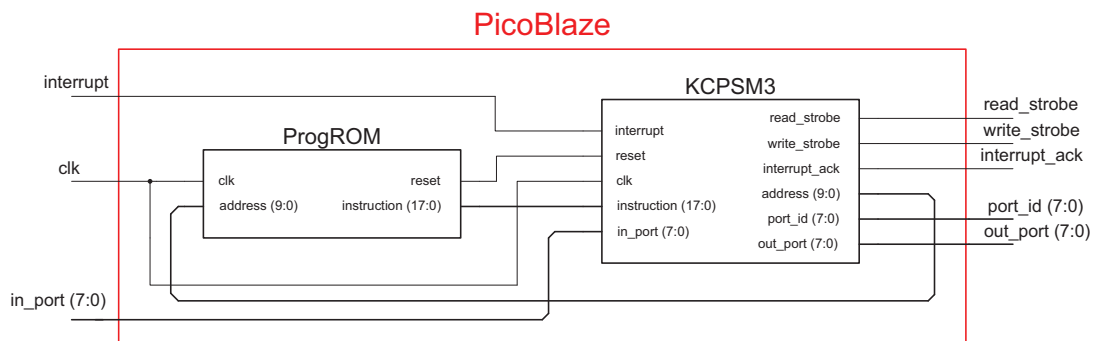 PicoBlaze
interrupt
clk
in_port (7:0)
ProgROM
clk
address (9:0)
reset
instruction (17:0)
KCPSM3
interrupt
reset
clk
instruction (17:0)
in_port (7:0)
read_strobe
write_strobe
interrupt_ack
address (9:0)
port_id (7:0)
out_port (7:0)
read_strobe
write_strobe
interrupt_ack
port_id (7:0)
out_port (7:0)